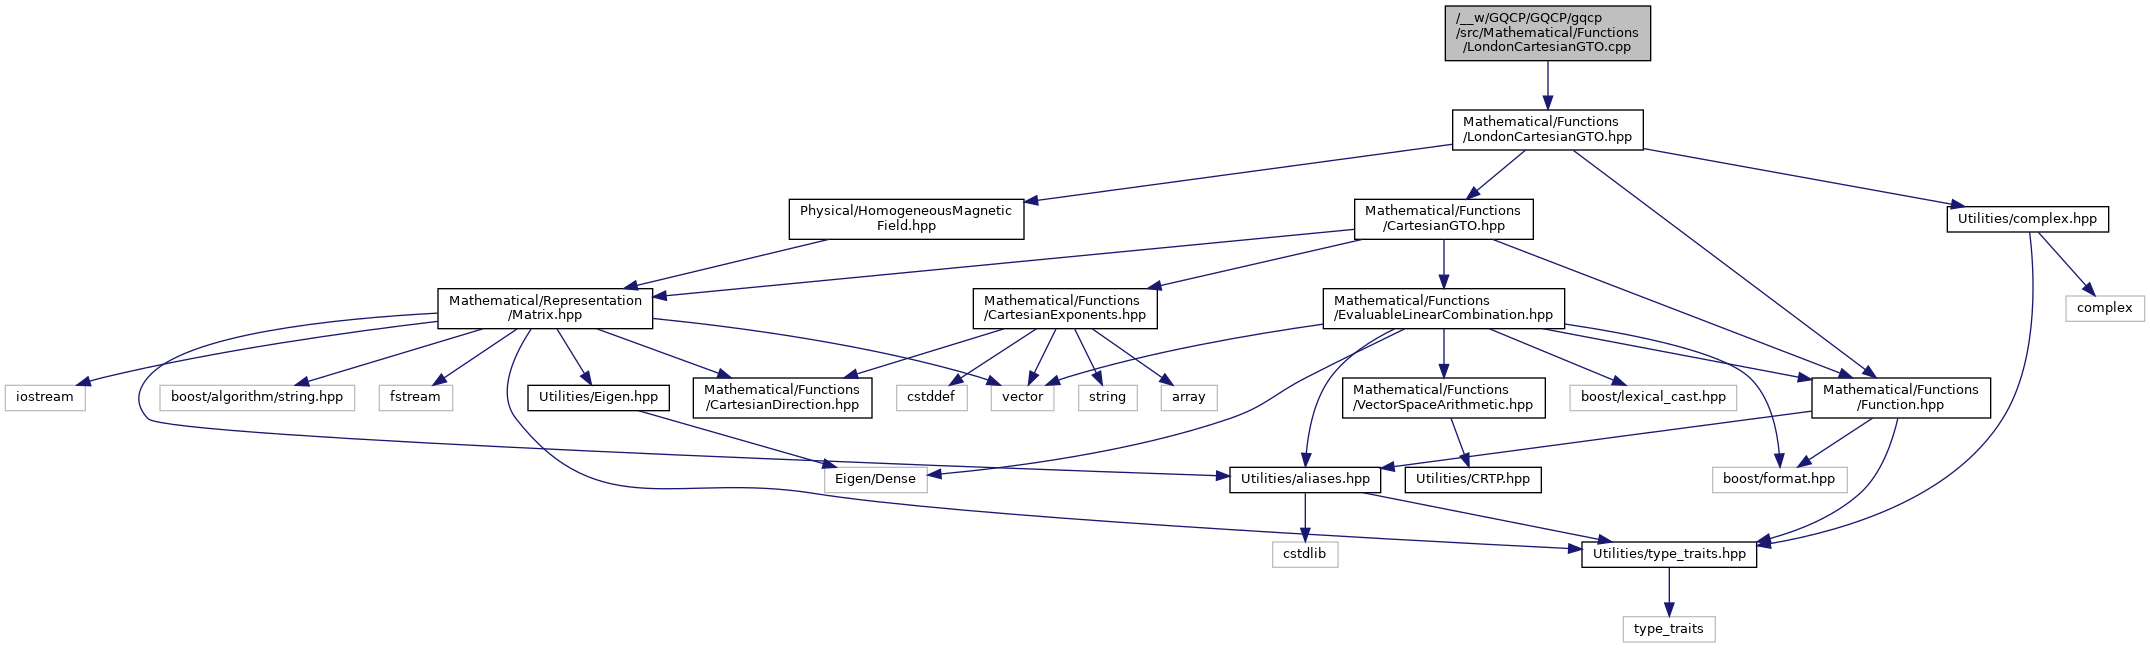 /__w/GQCP/GQCP/gqcp
/src/Mathematical/Functions
/LondonCartesianGTO.cpp
Mathematical/Functions
/LondonCartesianGTO.hpp
Physical/HomogeneousMagnetic
Field.hpp
Mathematical/Functions
/CartesianGTO.hpp
Utilities/complex.hpp
Mathematical/Representation
/Matrix.hpp
Mathematical/Functions
/CartesianExponents.hpp
Mathematical/Functions
/EvaluableLinearCombination.hpp
complex
iostream
boost/algorithm/string.hpp
fstream
Utilities/Eigen.hpp
Mathematical/Functions
/CartesianDirection.hpp
cstddef
vector
string
array
Mathematical/Functions
/VectorSpaceArithmetic.hpp
boost/lexical_cast.hpp
Mathematical/Functions
/Function.hpp
Eigen/Dense
Utilities/aliases.hpp
Utilities/CRTP.hpp
boost/format.hpp
cstdlib
Utilities/type_traits.hpp
type_traits